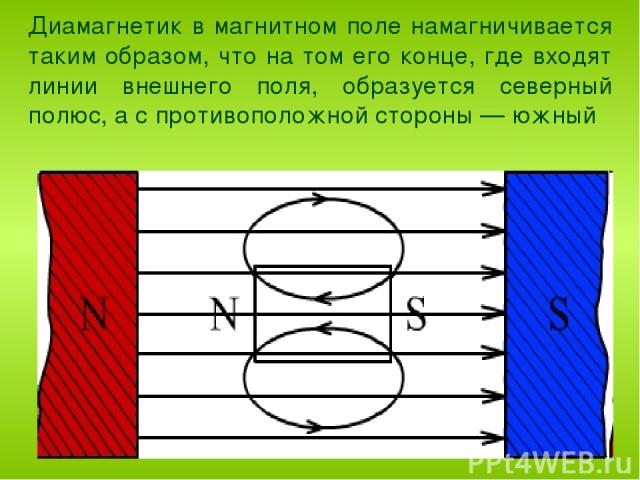 Диамагнетик в магнитном поле намагничивается
таким образом, что на том его конце, где входят
линии внешнего поля, образуется северный
полюс, а с противоположной стороны — южный
N N S S
PPt4WEB.ru